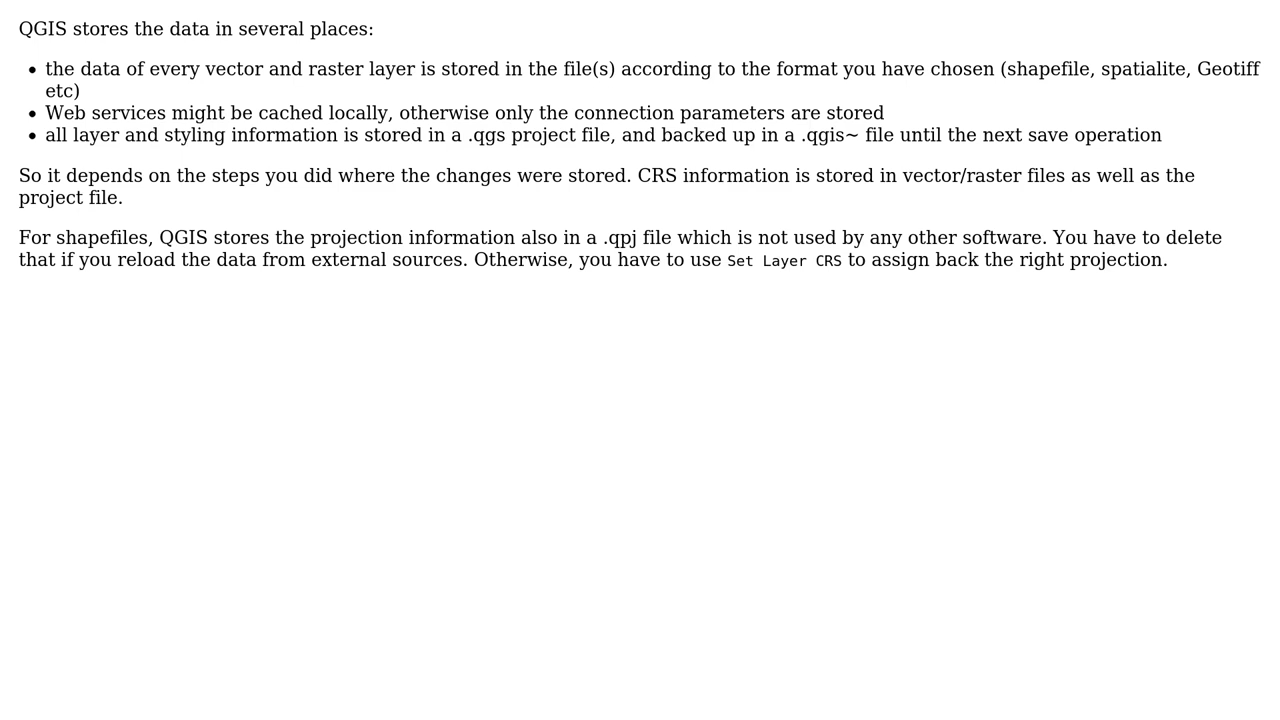 QGIS stores the data in several places:
• the data of every vector and raster layer is stored in the file(s) according to the format you have chosen (shapefile, spatialite, Geotiff
etc)
• Web services might be cached locally, otherwise only the connection parameters are stored
• all layer and styling information is stored in a .qgs project file, and backed up in a .qgis~ file until the next save operation
So it depends on the steps you did where the changes were stored. CRS information is stored in vector/raster files as well as the
project file.
For shapefiles, QGIS stores the projection information also in a .qpj file which is not used by any other software. You have to delete
that if you reload the data from external sources. Otherwise, you have to use Set Layer CRS to assign back the right projection.